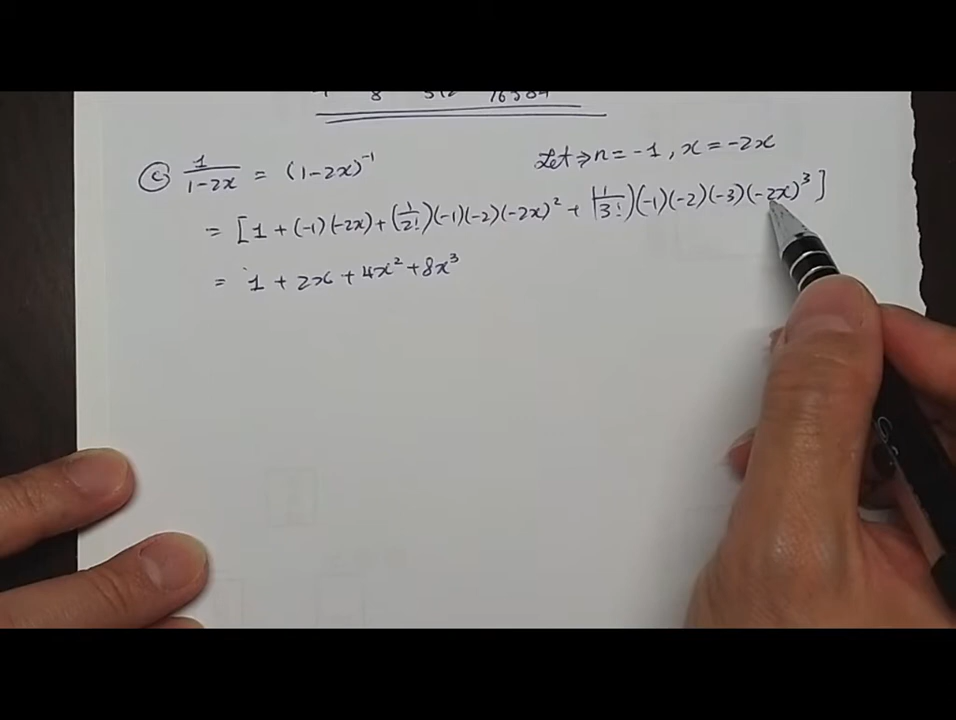 (c) 1/(1-2x) = (1-2x)^-1
Let ⇒ n = -1, x = -2x
= [1 + (-1)(-2x) + (1/2!)(-1)(-2)(-2x)^2 + (1/3!)(-1)(-2)(-3)(-2x)^3]
= 1 + 2x + 4x^2 + 8x^3